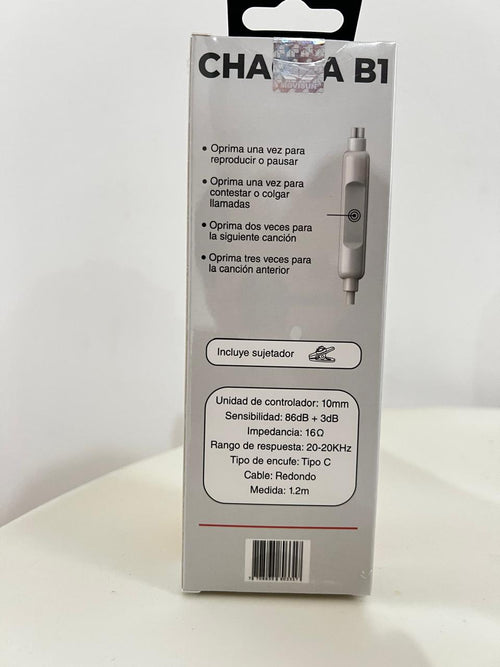 CHA A B1
MOVISUN
• Oprima una vez para
reproducir o pausar
• Oprima una vez para
contestar o colgar
llamadas
• Oprima dos veces para
la siguiente canción
• Oprima tres veces para
la canción anterior
Incluye sujetador
Unidad de controlador: 10mm
Sensibilidad: 86dB + 3dB
Impedancia: 16Ω
Rango de respuesta: 20-20KHz
Tipo de encufe: Tipo C
Cable: Redondo
Medida: 1.2m